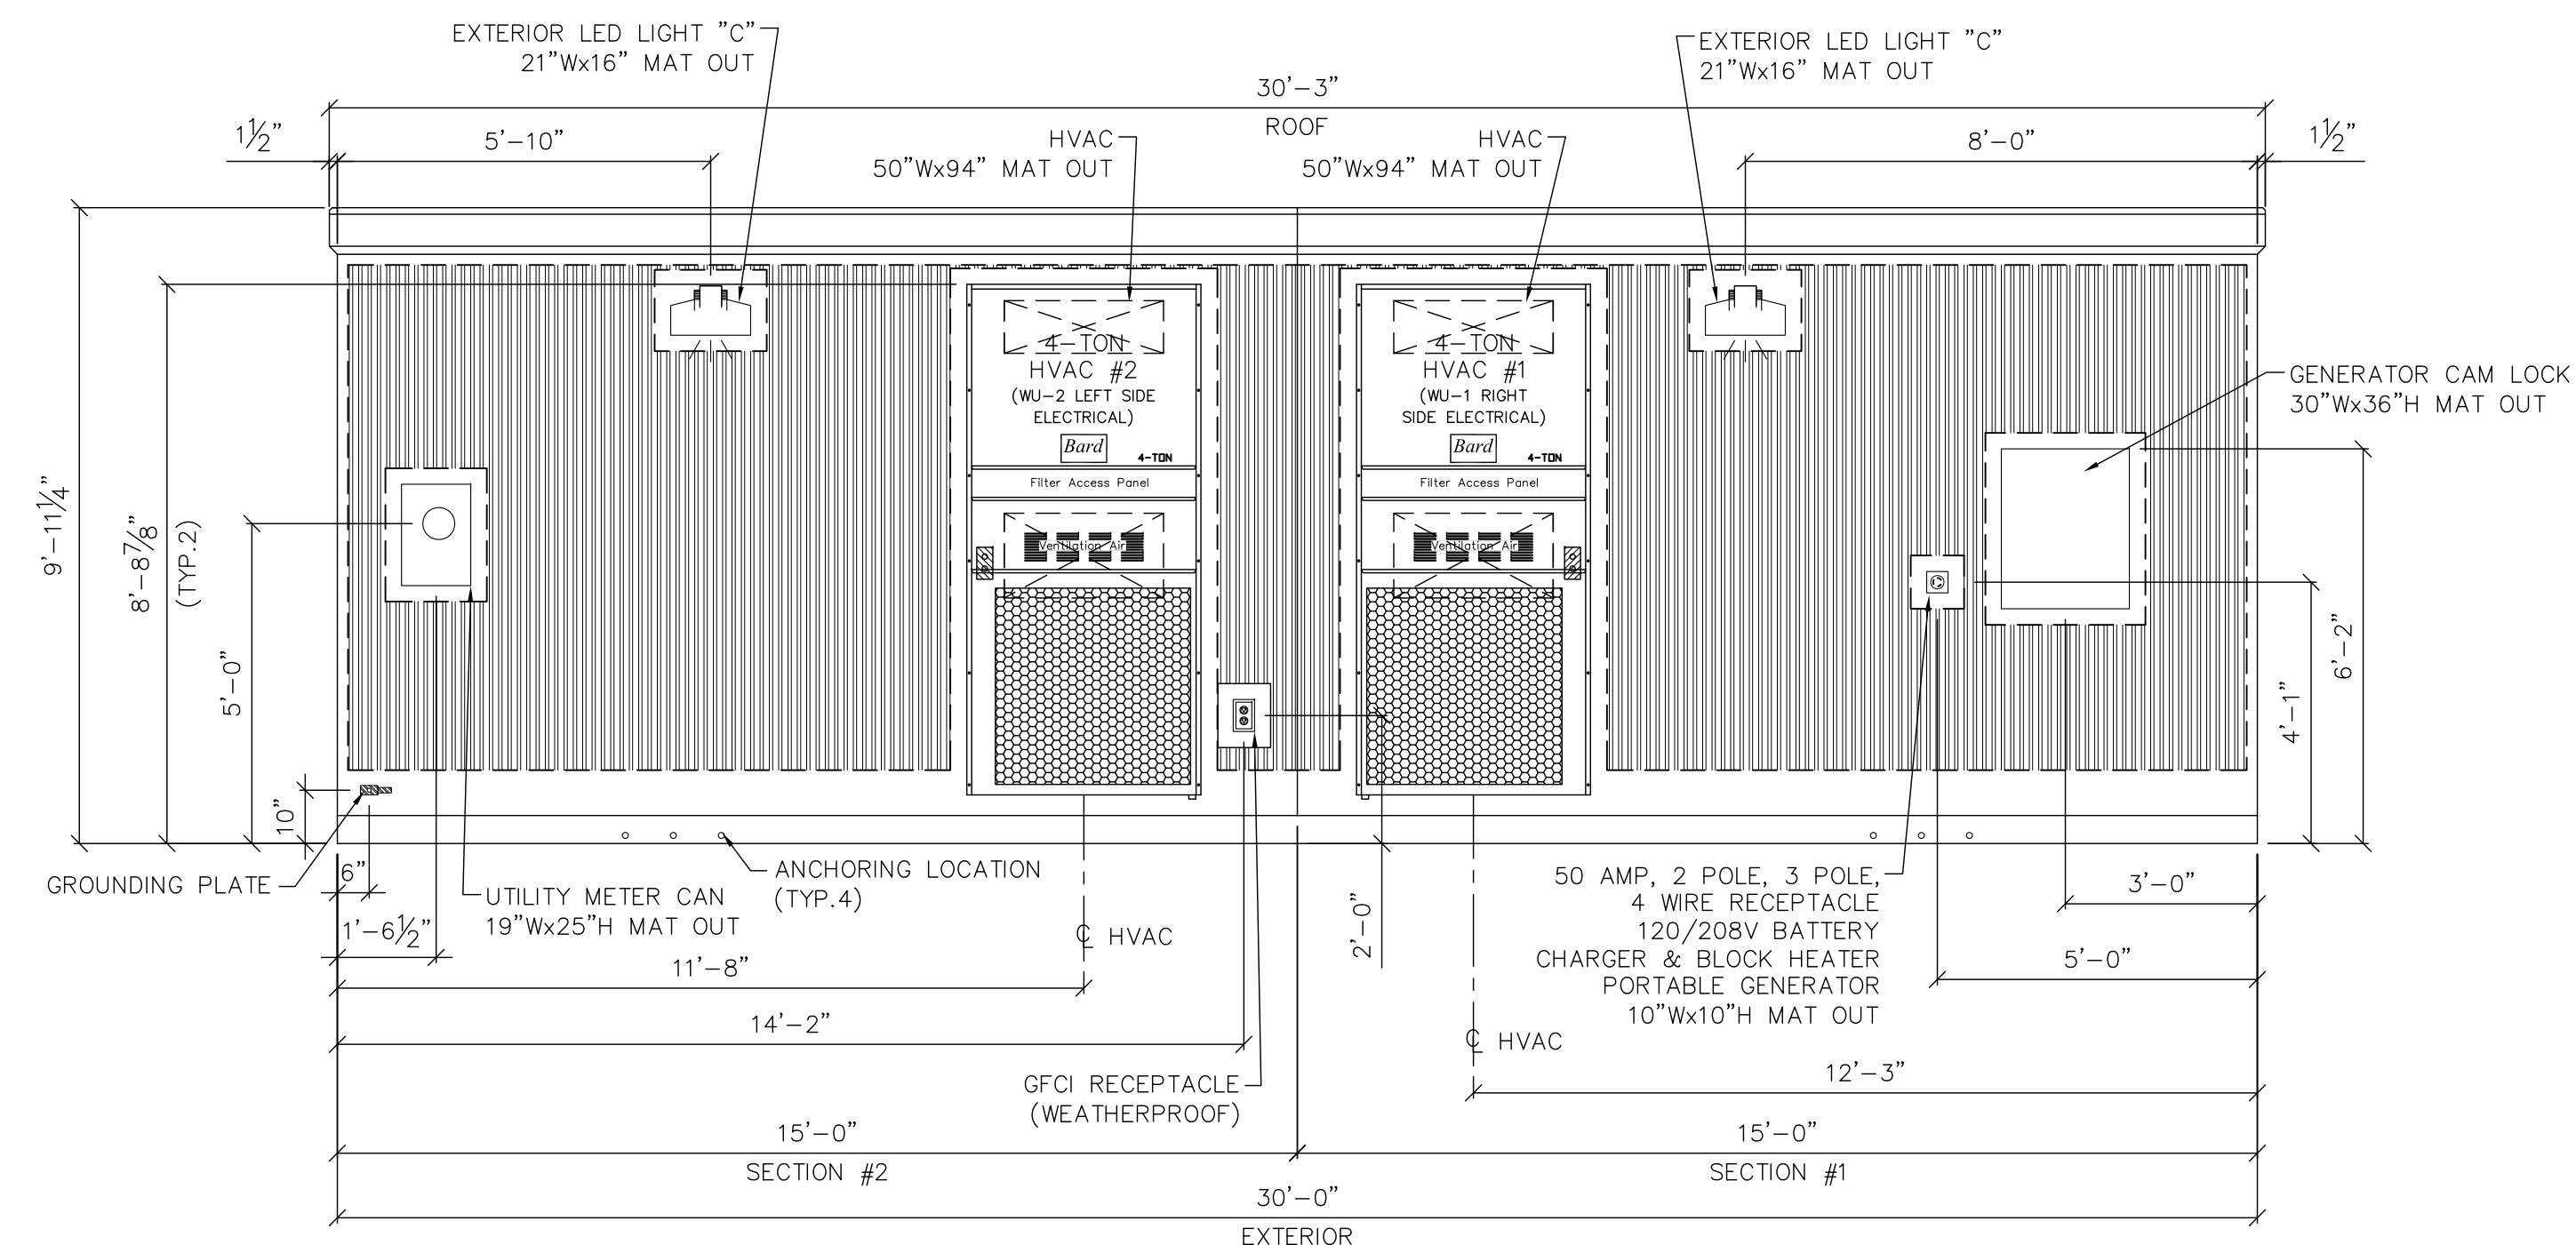 EXTERIOR LED LIGHT "C"
21"Wx16" MAT OUT
EXTERIOR LED LIGHT "C"
21"Wx16" MAT OUT
30'-3"
ROOF
1½"
5'-10"
HVAC
50"Wx94" MAT OUT
HVAC
50"Wx94" MAT OUT
8'-0"
1½"
4-TON
HVAC #2
(WU-2 LEFT SIDE
ELECTRICAL)
Bard
4-TON
Filter Access Panel
Ventilation Air
4-TON
HVAC #1
(WU-1 RIGHT
SIDE ELECTRICAL)
Bard
4-TON
Filter Access Panel
Ventilation Air
GENERATOR CAM LOCK
30"Wx36"H MAT OUT
9'-11¼"
8'-8⅞"
(TYP.2)
5'-0"
10"
6'-2"
4'-1"
2'-0"
GROUNDING PLATE
6"
1'-6½"
UTILITY METER CAN
19"Wx25"H MAT OUT
ANCHORING LOCATION
(TYP.4)
℄ HVAC
11'-8"
14'-2"
GFCI RECEPTACLE
(WEATHERPROOF)
50 AMP, 2 POLE, 3 POLE,
4 WIRE RECEPTACLE
120/208V BATTERY
CHARGER & BLOCK HEATER
PORTABLE GENERATOR
10"Wx10"H MAT OUT
3'-0"
5'-0"
℄ HVAC
12'-3"
15'-0"
SECTION #2
15'-0"
SECTION #1
30'-0"
EXTERIOR